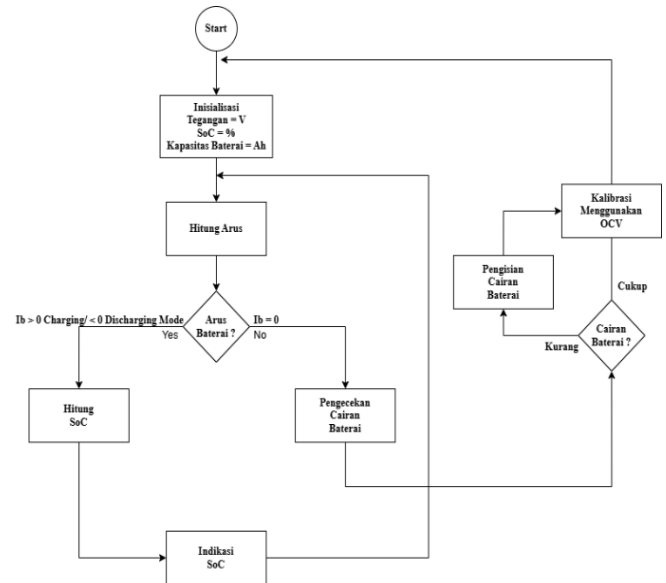 Start
Inisialisasi
Tegangan = V
SoC = %
Kapasitas Baterai = Ah
Hitung Arus
Ib > 0 Charging/ < 0 Discharging Mode
Yes
Arus
Baterai ?
Ib = 0
No
Hitung
SoC
Pengecekan
Cairan
Baterai
Indikasi
SoC
Kalibrasi
Menggunakan
OCV
Pengisian
Cairan
Baterai
Cukup
Kurang
Cairan
Baterai ?